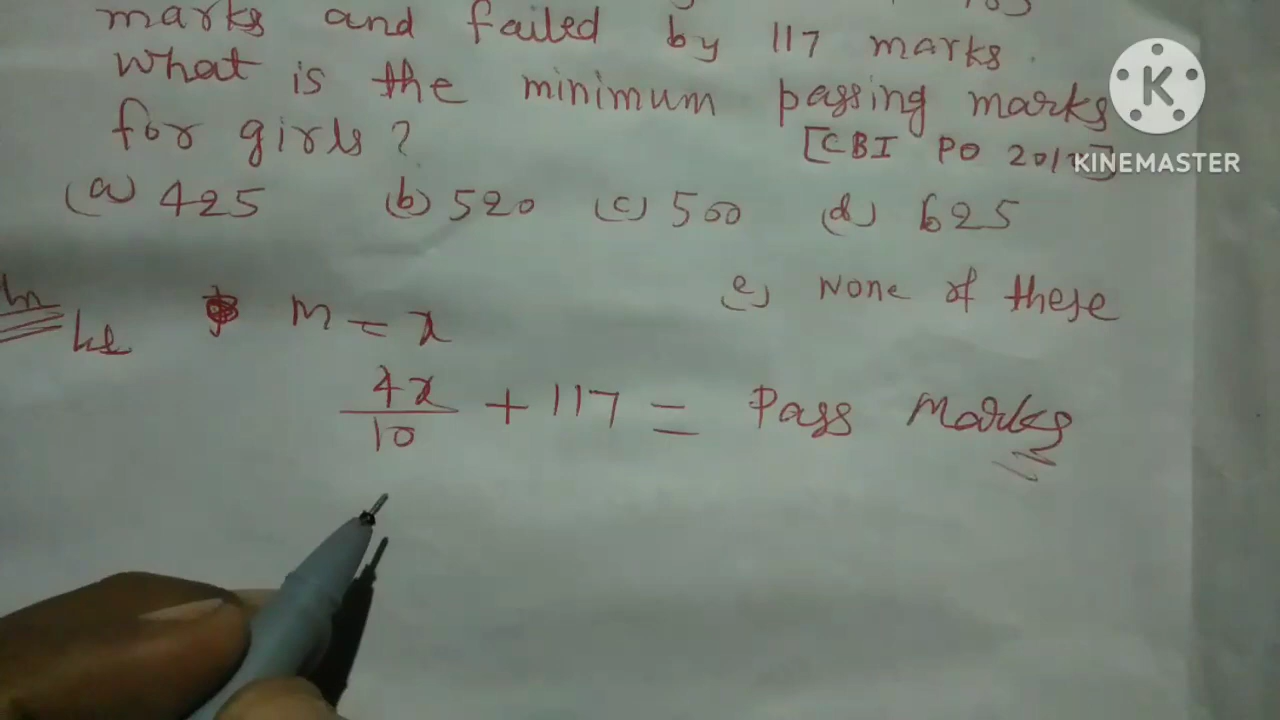 marks and failed by 117 marks.
What is the minimum passing marks
for girls?
[CBI PO
(a) 425 (b) 520 (c) 500 (d) 625
(e) None of these
M = x
4x/10 + 117 = Pass Marks
K
KINEMASTER